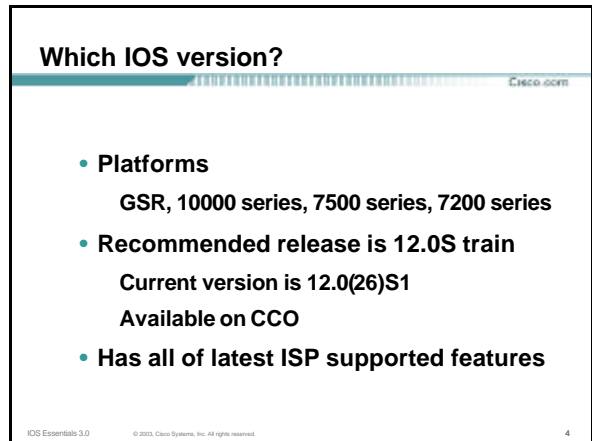 Which IOS version?
Cisco.com
• Platforms
GSR, 10000 series, 7500 series, 7200 series
• Recommended release is 12.0S train
Current version is 12.0(26)S1
Available on CCO
• Has all of latest ISP supported features
IOS Essentials 3.0 © 2003, Cisco Systems, Inc. All rights reserved. 4